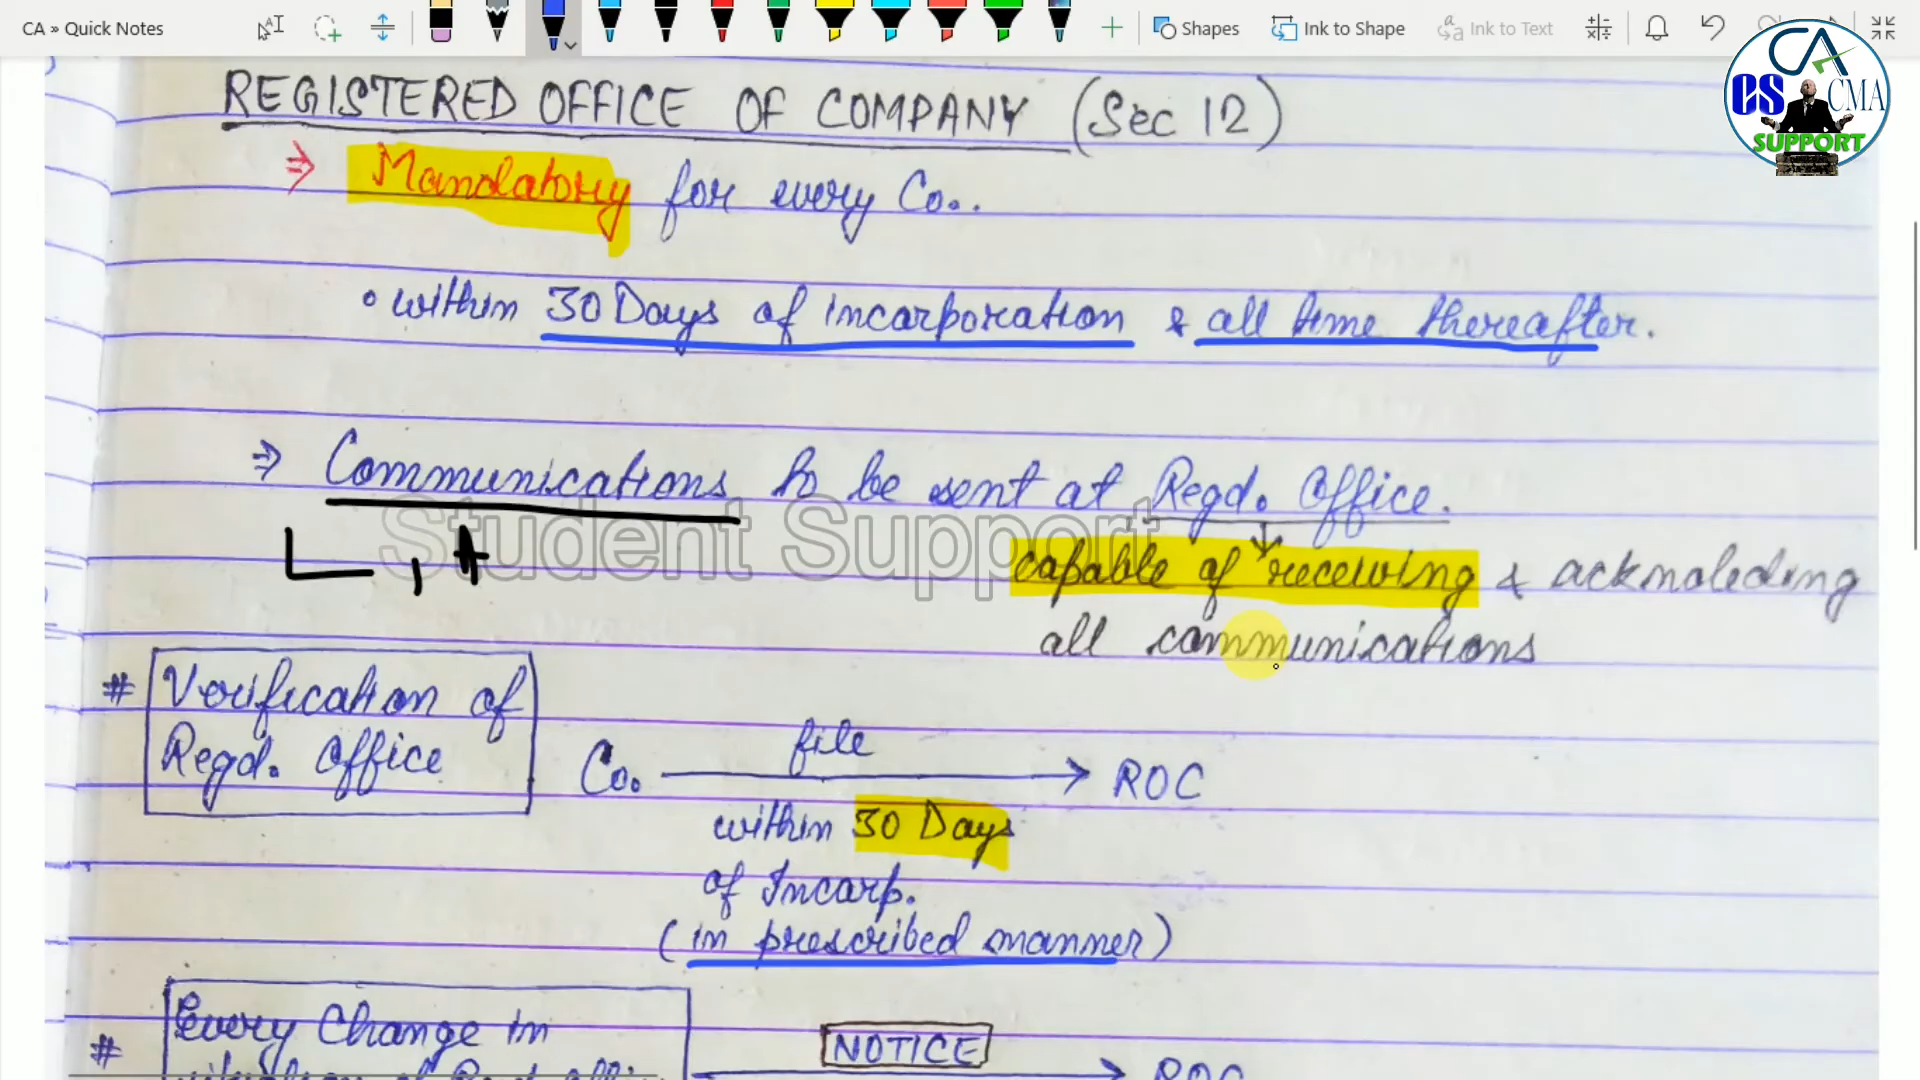 CA » Quick Notes
Shapes
Ink to Shape
Ink to Text
CA
CS
CMA
SUPPORT
REGISTERED OFFICE OF COMPANY (Sec 12)
⇒ Mandatory for every Co..
• within 30 Days of incorporation & all time thereafter.
⇒ Communications to be sent at Regd. Office.
Student Support
L , A
capable of receiving & acknoleding
all communications
# Verification of
Regd. Office
file
Co. → ROC
within 30 Days
of Incorp.
(in prescribed manner)
# Every Change in
NOTICE
ROC